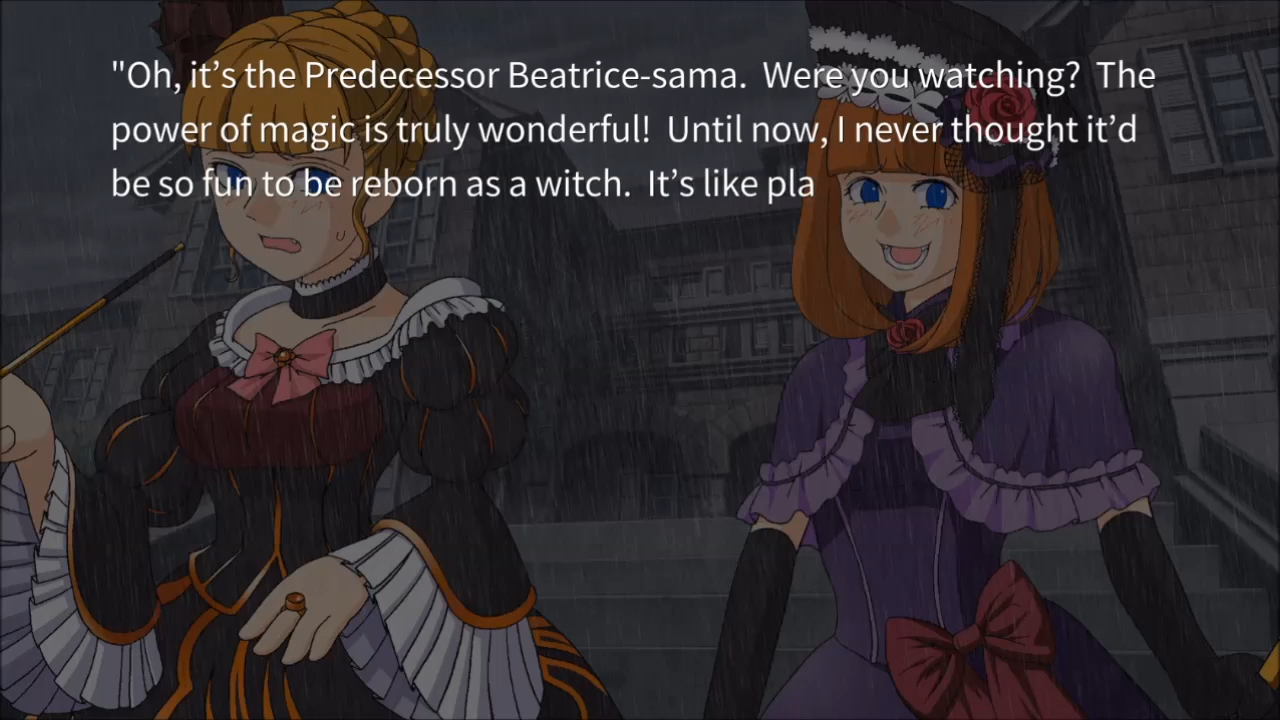 "Oh, it’s the Predecessor Beatrice-sama.  Were you watching?  The
power of magic is truly wonderful!  Until now, I never thought it’d
be so fun to be reborn as a witch.  It’s like pla